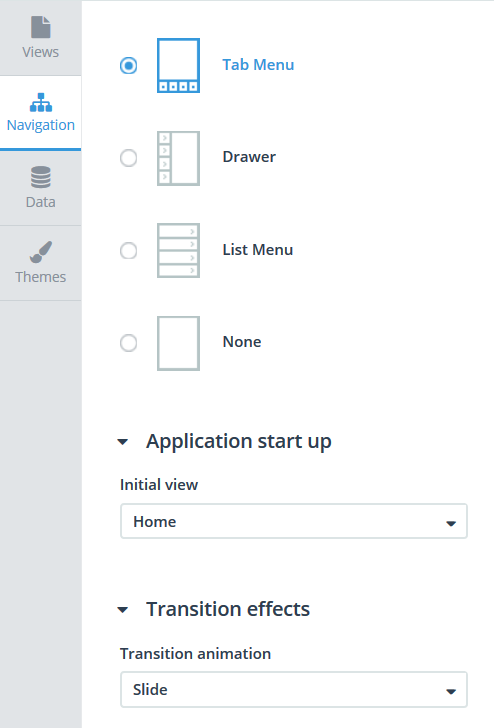 Views
Navigation
Data
Themes
Tab Menu
Drawer
List Menu
None
Application start up
Initial view
Home
Transition effects
Transition animation
Slide